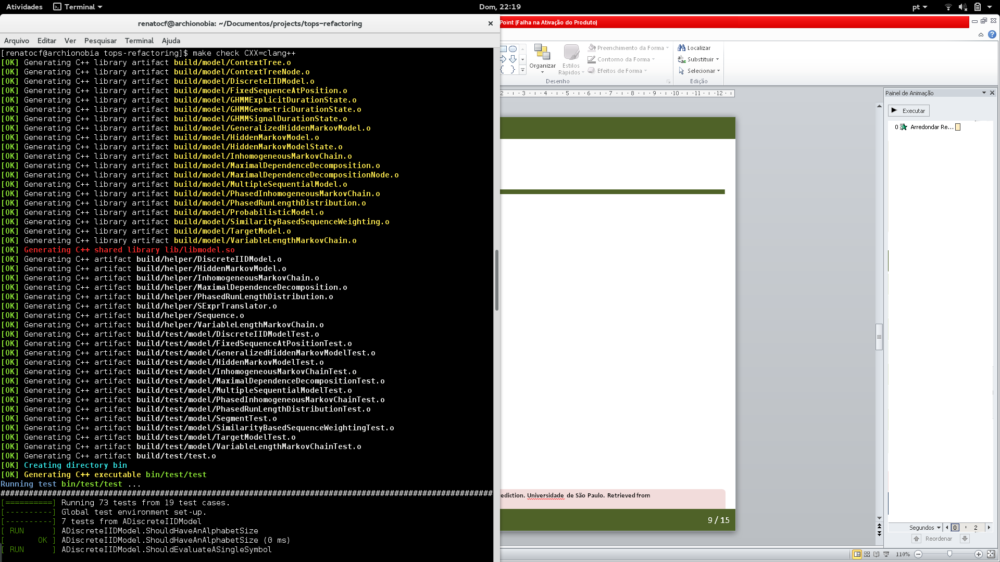 Atividades Terminal Dom, 22:19 pt
renatocf@archionobia: ~/Documentos/projects/tops-refactoring
Arquivo Editar Ver Pesquisar Terminal Ajuda
[renatocf@archionobia tops-refactoring]$ make check CXX=clang++
[OK] Generating C++ library artifact build/model/ContextTree.o
[OK] Generating C++ library artifact build/model/ContextTreeNode.o
[OK] Generating C++ library artifact build/model/DiscreteIIDModel.o
[OK] Generating C++ library artifact build/model/FixedSequenceAtPosition.o
[OK] Generating C++ library artifact build/model/GHMMExplicitDurationState.o
[OK] Generating C++ library artifact build/model/GHMMGeometricDurationState.o
[OK] Generating C++ library artifact build/model/GHMMSignalDurationState.o
[OK] Generating C++ library artifact build/model/GeneralizedHiddenMarkovModel.o
[OK] Generating C++ library artifact build/model/HiddenMarkovModel.o
[OK] Generating C++ library artifact build/model/HiddenMarkovModelState.o
[OK] Generating C++ library artifact build/model/InhomogeneousMarkovChain.o
[OK] Generating C++ library artifact build/model/MaximalDependenceDecomposition.o
[OK] Generating C++ library artifact build/model/MaximalDependenceDecompositionNode.o
[OK] Generating C++ library artifact build/model/MultipleSequentialModel.o
[OK] Generating C++ library artifact build/model/PhasedInhomogeneousMarkovChain.o
[OK] Generating C++ library artifact build/model/PhasedRunLengthDistribution.o
[OK] Generating C++ library artifact build/model/ProbabilisticModel.o
[OK] Generating C++ library artifact build/model/SimilarityBasedSequenceWeighting.o
[OK] Generating C++ library artifact build/model/TargetModel.o
[OK] Generating C++ library artifact build/model/VariableLengthMarkovChain.o
[OK] Generating C++ shared library lib/libmodel.so
[OK] Generating C++ artifact build/helper/DiscreteIIDModel.o
[OK] Generating C++ artifact build/helper/HiddenMarkovModel.o
[OK] Generating C++ artifact build/helper/InhomogeneousMarkovChain.o
[OK] Generating C++ artifact build/helper/MaximalDependenceDecomposition.o
[OK] Generating C++ artifact build/helper/PhasedRunLengthDistribution.o
[OK] Generating C++ artifact build/helper/SExprTranslator.o
[OK] Generating C++ artifact build/helper/Sequence.o
[OK] Generating C++ artifact build/helper/VariableLengthMarkovChain.o
[OK] Generating C++ artifact build/test/model/DiscreteIIDModelTest.o
[OK] Generating C++ artifact build/test/model/FixedSequenceAtPositionTest.o
[OK] Generating C++ artifact build/test/model/GeneralizedHiddenMarkovModelTest.o
[OK] Generating C++ artifact build/test/model/HiddenMarkovModelTest.o
[OK] Generating C++ artifact build/test/model/InhomogeneousMarkovChainTest.o
[OK] Generating C++ artifact build/test/model/MaximalDependenceDecompositionTest.o
[OK] Generating C++ artifact build/test/model/MultipleSequentialModelTest.o
[OK] Generating C++ artifact build/test/model/PhasedInhomogeneousMarkovChainTest.o
[OK] Generating C++ artifact build/test/model/PhasedRunLengthDistributionTest.o
[OK] Generating C++ artifact build/test/model/SegmentTest.o
[OK] Generating C++ artifact build/test/model/SimilarityBasedSequenceWeightingTest.o
[OK] Generating C++ artifact build/test/model/TargetModelTest.o
[OK] Generating C++ artifact build/test/model/VariableLengthMarkovChainTest.o
[OK] Generating C++ artifact build/test/test.o
[OK] Creating directory bin
[OK] Generating C++ executable bin/test/test
Running test bin/test/test ...
#########################################################################################################
[==========] Running 73 tests from 19 test cases.
[----------] Global test environment set-up.
[----------] 7 tests from ADiscreteIIDModel
[ RUN      ] ADiscreteIIDModel.ShouldHaveAnAlphabetSize
[       OK ] ADiscreteIIDModel.ShouldHaveAnAlphabetSize (0 ms)
[ RUN      ] ADiscreteIIDModel.ShouldEvaluateASingleSymbol
Point (Falha na Ativação do Produto)
Organizar
Estilos Rápidos
Preenchimento da Forma
Contorno da Forma
Efeitos de Forma
Desenho
Localizar
Substituir
Selecionar
Edição
2 3 4 5 6 7 8 9 10 11 12
ediction. Universidade de São Paulo. Retrieved from
9 / 15
Painel de Animação
Executar
0 Arredondar Re...
Segundos 0 2
Reordenar
110%